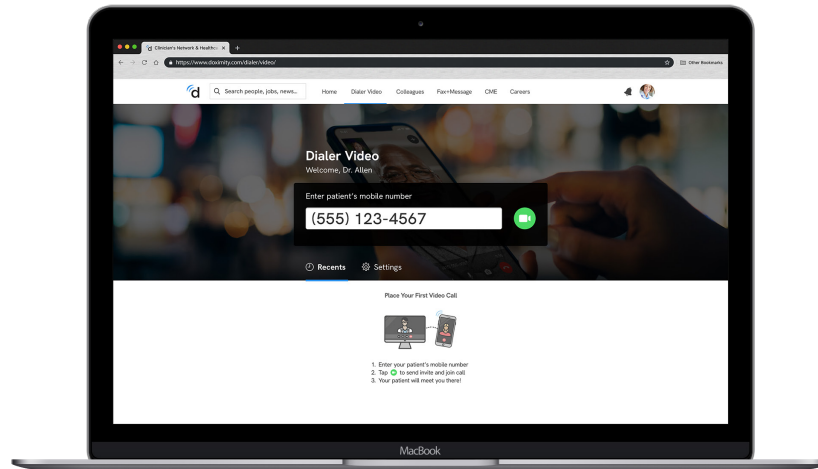 Clinician's Network & Healthc
https://www.doximity.com/dialer/video/
Other Bookmarks
d
Search people, jobs, news...
Home
Dialer Video
Colleagues
Fax+Message
CME
Careers
Dialer Video
Welcome, Dr. Allen
Enter patient's mobile number
(555) 123-4567
Recents
Settings
Place Your First Video Call
1. Enter your patient's mobile number
2. Tap to send invite and join call
3. Your patient will meet you there!
MacBook